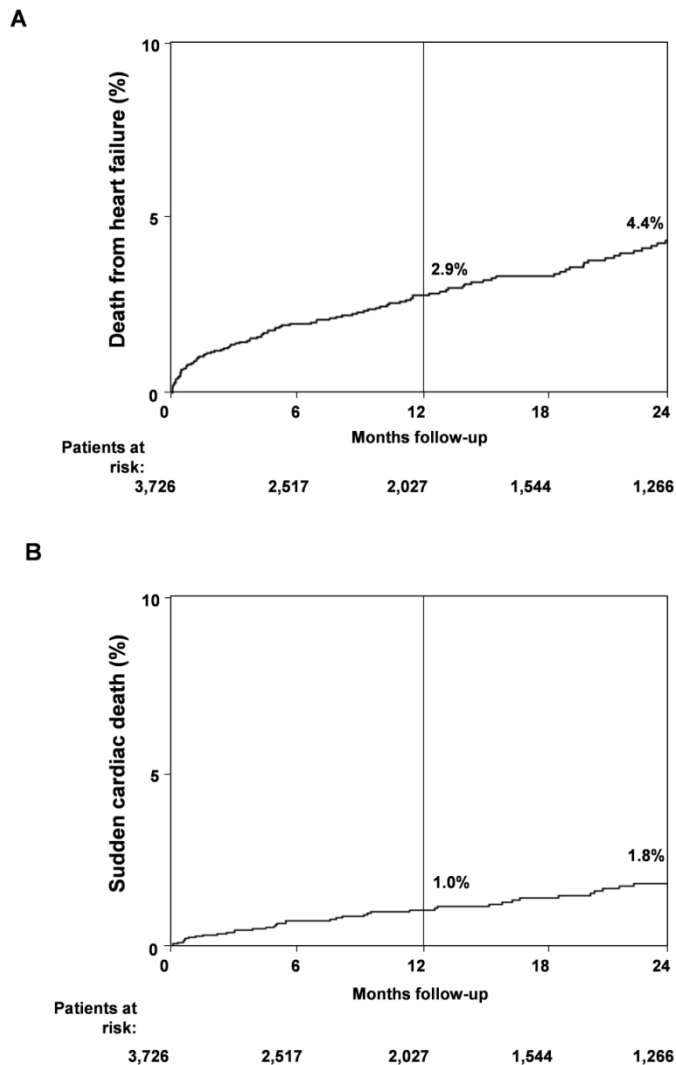 A
Death from heart failure (%)
10
5
0
2.9%
4.4%
0 6 12 18 24
Months follow-up
Patients at
risk:
3,726 2,517 2,027 1,544 1,266
B
Sudden cardiac death (%)
10
5
0
1.0%
1.8%
0 6 12 18 24
Months follow-up
Patients at
risk:
3,726 2,517 2,027 1,544 1,266